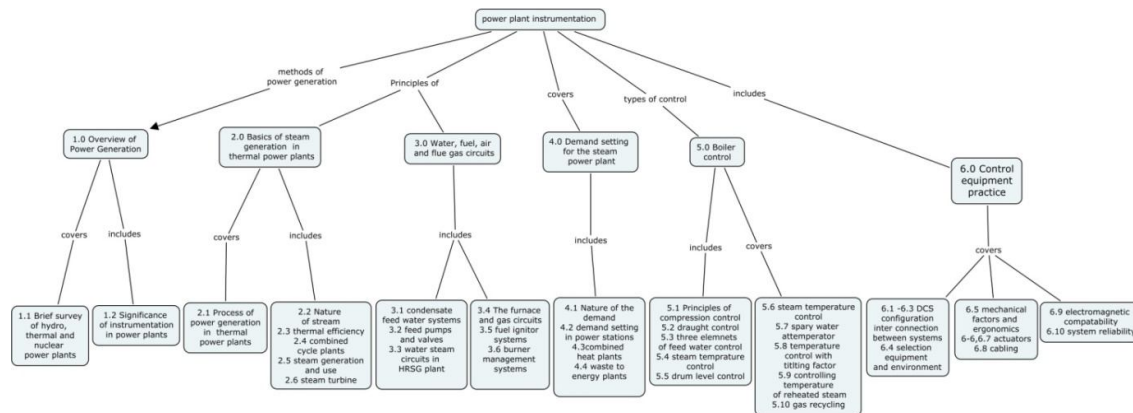 power plant instrumentation
methods of
power generation
Principles of
covers
types of control
includes
1.0 Overview of
Power Generation
2.0 Basics of steam
generation in
thermal power plants
3.0 Water, fuel, air
and flue gas circuits
4.0 Demand setting
for the steam
power plant
5.0 Boiler
control
6.0 Control
equipment
practice
covers
includes
covers
includes
includes
includes
includes
covers
covers
1.1 Brief survey
of hydro,
thermal and
nuclear
power plants
1.2 Significance
of instrumentation
in power plants
2.1 Process of
power generation
in thermal
power plants
2.2 Nature
of stream
2.3 thermal efficiency
2.4 combined
cycle plants
2.5 steam generation
and use
2.6 steam turbine
3.1 condensate
feed water systems
3.2 feed pumps
and valves
3.3 water steam
circuits in
HRSG plant
3.4 The furnace
and gas circuits
3.5 fuel ignitor
systems
3.6 burner
management
systems
4.1 Nature of the
demand
4.2 demand setting
in power stations
4.3combined
heat plants
4.4 waste to
energy plants
5.1 Principles of
compression control
5.2 draught control
5.3 three elemnets
of feed water control
5.4 steam temprature
control
5.5 drum level control
5.6 steam temperature
control
5.7 spary water
attemperator
5.8 temperature
control with
tititing factor
5.9 controlling
temperature
of reheated steam
5.10 gas recycling
6.1 -6.3 DCS
configuration
inter connection
between systems
6.4 selection
equipment
and environment
6.5 mechanical
factors and
ergonomics
6-6,6.7 actuators
6.8 cabling
6.9 electromagnetic
compatability
6.10 system reliability